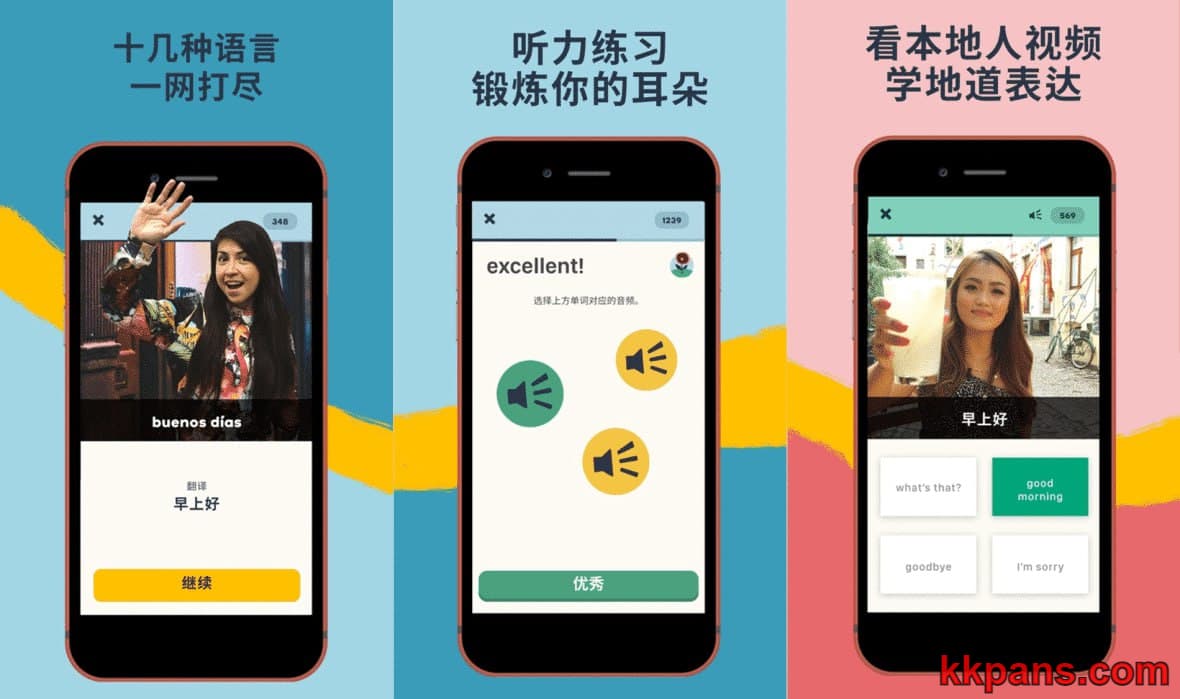 十几种语言
一网打尽
348
buenos días
翻译
早上好
继续
听力练习
锻炼你的耳朵
1239
excellent!
选择上方单词对应的音频。
优秀
看本地人视频
学地道表达
569
早上好
what's that?
good
morning
goodbye
I'm sorry
kkpans.com